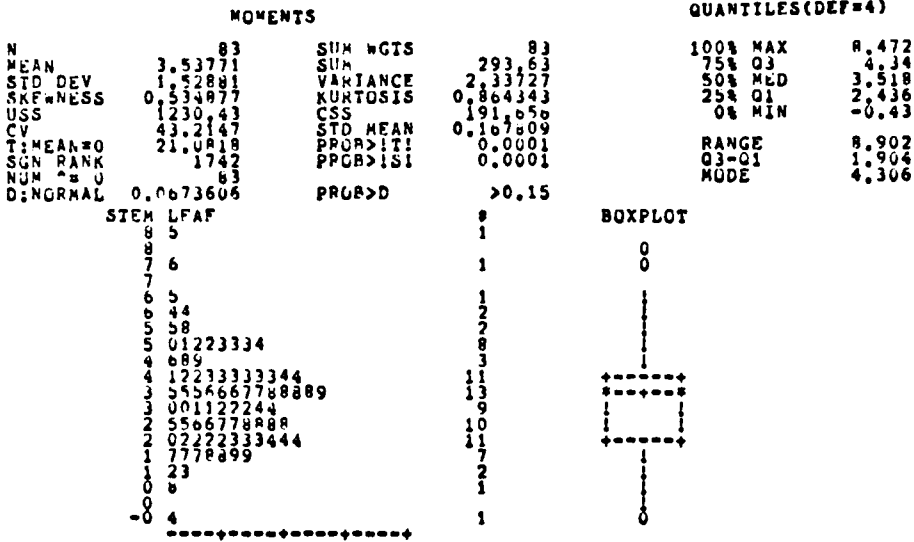 MOMENTS QUANTILES(DEF=4)
N 83 SUM WGTS 83 100% MAX 8.472
MEAN 3.53771 SUM 293.63 75% Q3 4.34
STD DEV 1.52881 VARIANCE 2.33727 50% MED 3.518
SKEWNESS 0.534877 KURTOSIS 0.864343 25% Q1 2.436
USS 1230.43 CSS 191.656 0% MIN -0.43
CV 43.2147 STD MEAN 0.167809
T:MEAN=0 21.0818 PROB>|T| 0.0001 RANGE 8.902
SGN RANK 1742 PROB>|S| 0.0001 Q3-Q1 1.904
NUM ^= 0 83 MODE 4.306
D:NORMAL 0.0673606 PROB>D >0.15
STEM LEAF # BOXPLOT
8 5 1
8 0
7 6 1 0
7
6 5 1
6 44 2
5 58 2
5 01223334 8
4 689 3
4 12233333344 11
3 5556667788889 13
3 001122244 9
2 5566778888 10
2 02222333444 11
1 7778899 7
1 23 2
0 8 1
0
-0 4 1 0